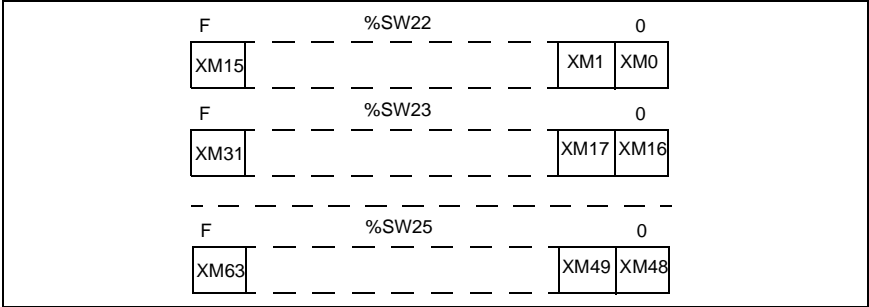 F %SW22 0
XM15 XM1 XM0
F %SW23 0
XM31 XM17 XM16
F %SW25 0
XM63 XM49 XM48